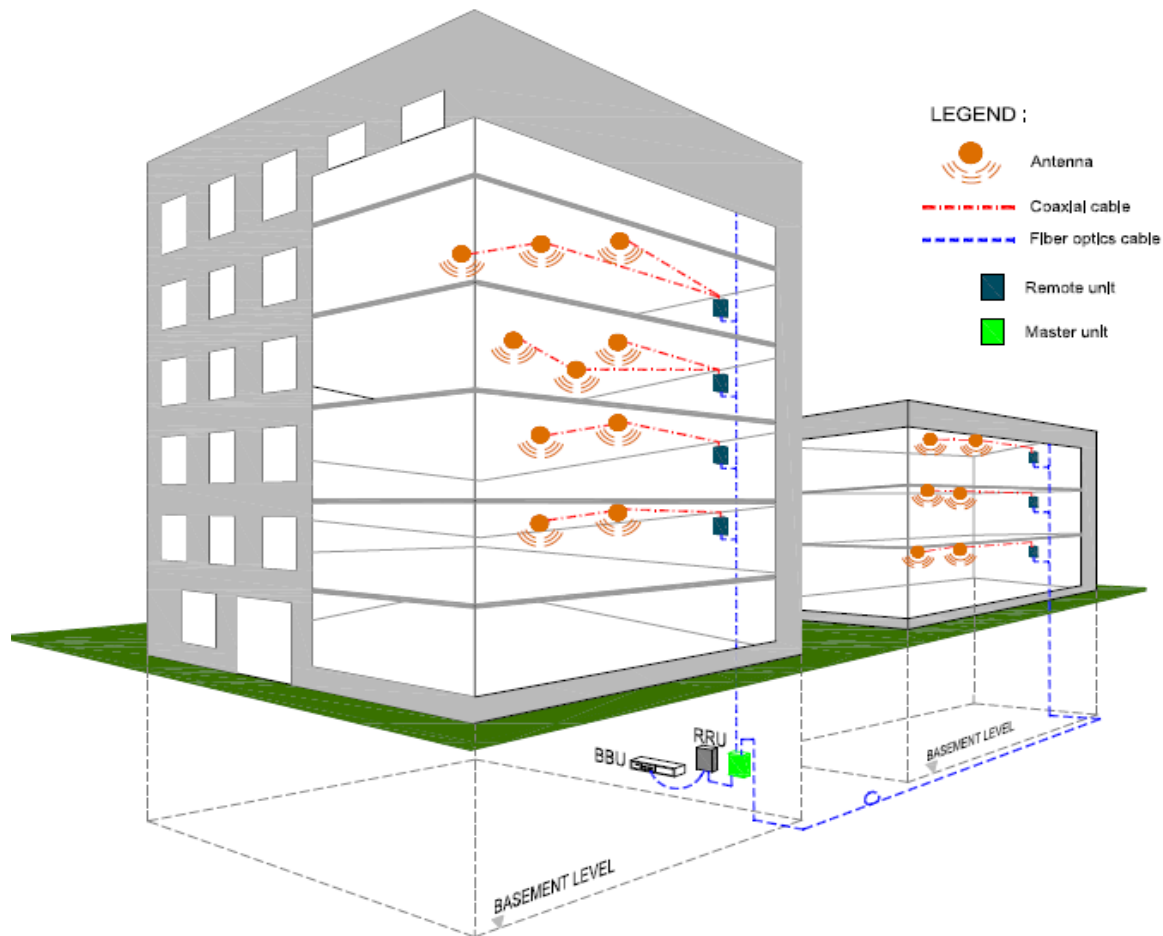 LEGEND ;
Antenna
Coaxial cable
Fiber optics cable
Remote unit
Master unit
RRU
BBU
BASEMENT LEVEL
BASEMENT LEVEL